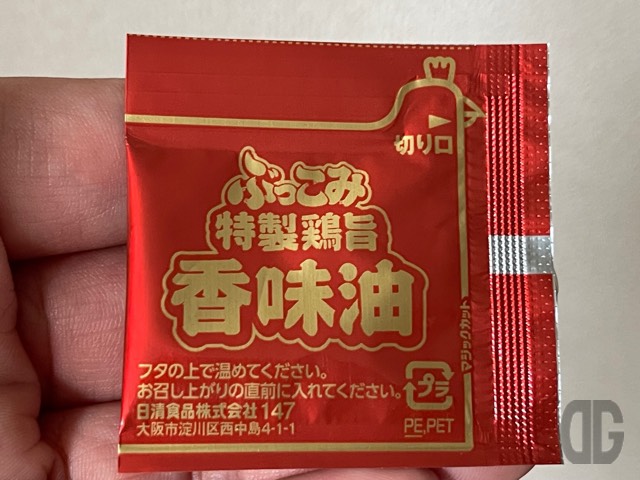 切り口
ぶっこみ
特製鶏旨
香味油
マジックカット
フタの上で温めてください。
お召し上がりの直前に入れてください。
日清食品株式会社 147
大阪市淀川区西中島4-1-1
プラ
PE,PET
DG